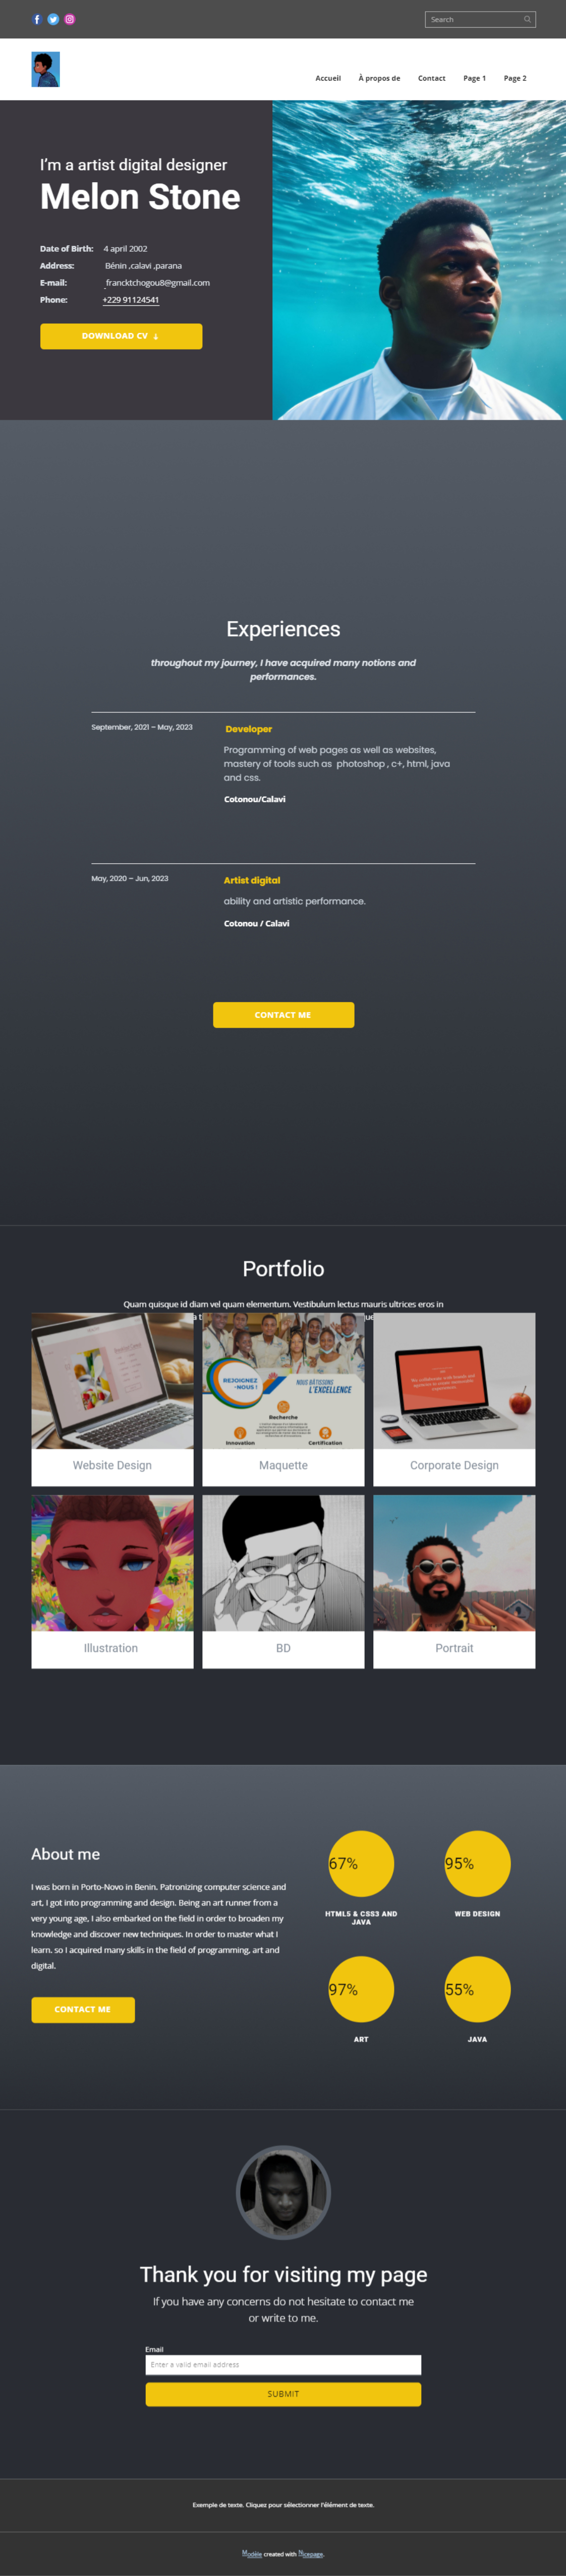 Search
Accueil À propos de Contact Page 1 Page 2
I'm a artist digital designer
Melon Stone
Date of Birth: 4 april 2002
Address: Bénin ,calavi ,parana
E-mail: francktchogou8@gmail.com
Phone: +229 91124541
DOWNLOAD CV ↓
Experiences
throughout my journey, I have acquired many notions and
performances.
September, 2021 – May, 2023
Developer
Programming of web pages as well as websites,
mastery of tools such as photoshop , c+, html, java
and css.
Cotonou/Calavi
May, 2020 – Jun, 2023
Artist digital
ability and artistic performance.
Cotonou / Calavi
CONTACT ME
Portfolio
Quam quisque id diam vel quam elementum. Vestibulum lectus mauris ultrices eros in
REJOIGNEZ
-NOUS !
NOUS BÂTISSONS
L'EXCELLENCE
Recherche
Innovation
Certification
Website Design
Maquette
Corporate Design
Illustration
BD
Portrait
About me
I was born in Porto-Novo in Benin. Patronizing computer science and
art, I got into programming and design. Being an art runner from a
very young age, I also embarked on the field in order to broaden my
knowledge and discover new techniques. In order to master what I
learn. so I acquired many skills in the field of programming, art and
digital.
CONTACT ME
67%
HTML5 & CSS3 AND
JAVA
95%
WEB DESIGN
97%
ART
55%
JAVA
Thank you for visiting my page
If you have any concerns do not hesitate to contact me
or write to me.
Email
Enter a valid email address
SUBMIT
Exemple de texte. Cliquez pour sélectionner l'élément de texte.
Modèle created with Nicepage.